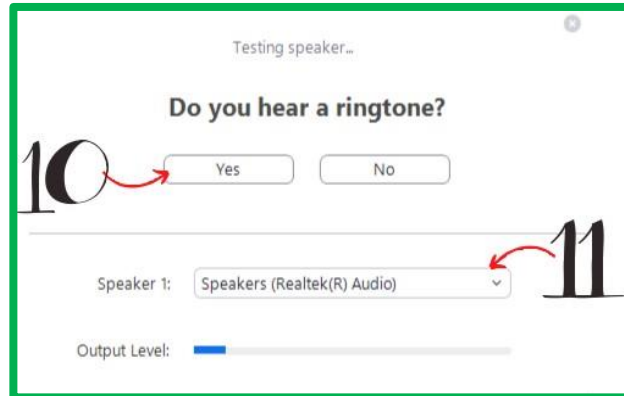 Testing speaker...
Do you hear a ringtone?
10
Yes No
11
Speaker 1: Speakers (Realtek(R) Audio)
Output Level: